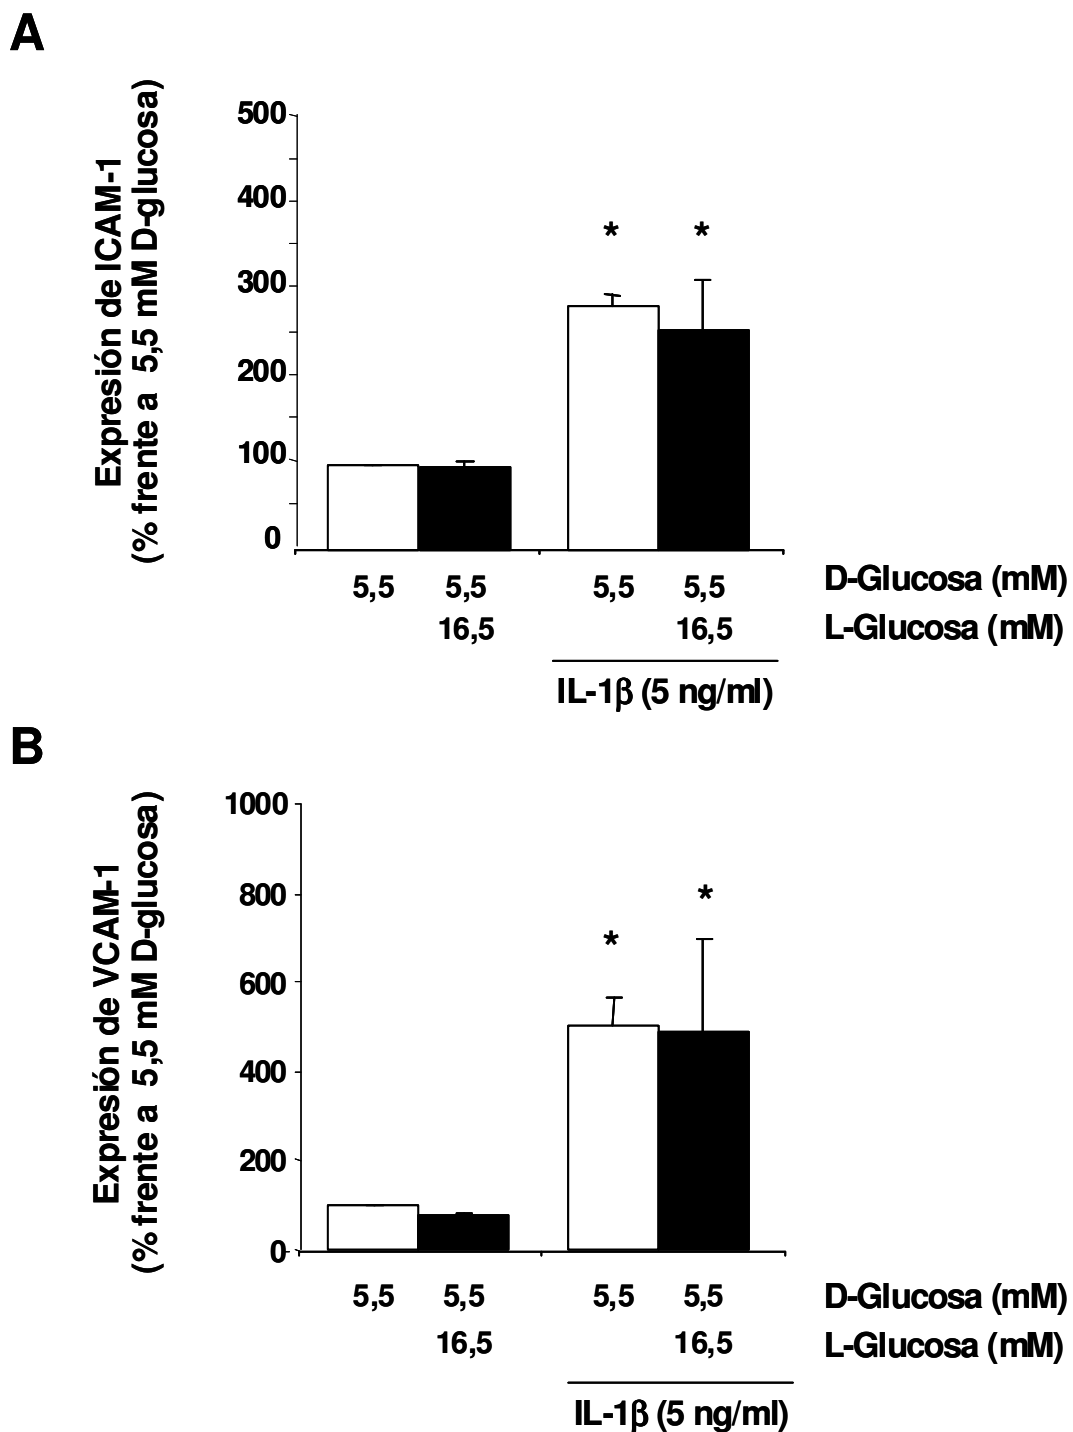 A
Expresión de ICAM-1
(% frente a 5,5 mM D-glucosa)
500
400
300
200
100
0
* *
5,5 5,5 5,5 5,5 D-Glucosa (mM)
16,5 16,5 L-Glucosa (mM)
IL-1β (5 ng/ml)
B
Expresión de VCAM-1
(% frente a 5,5 mM D-glucosa)
1000
800
600
400
200
0
* *
5,5 5,5 5,5 5,5 D-Glucosa (mM)
16,5 16,5 L-Glucosa (mM)
IL-1β (5 ng/ml)